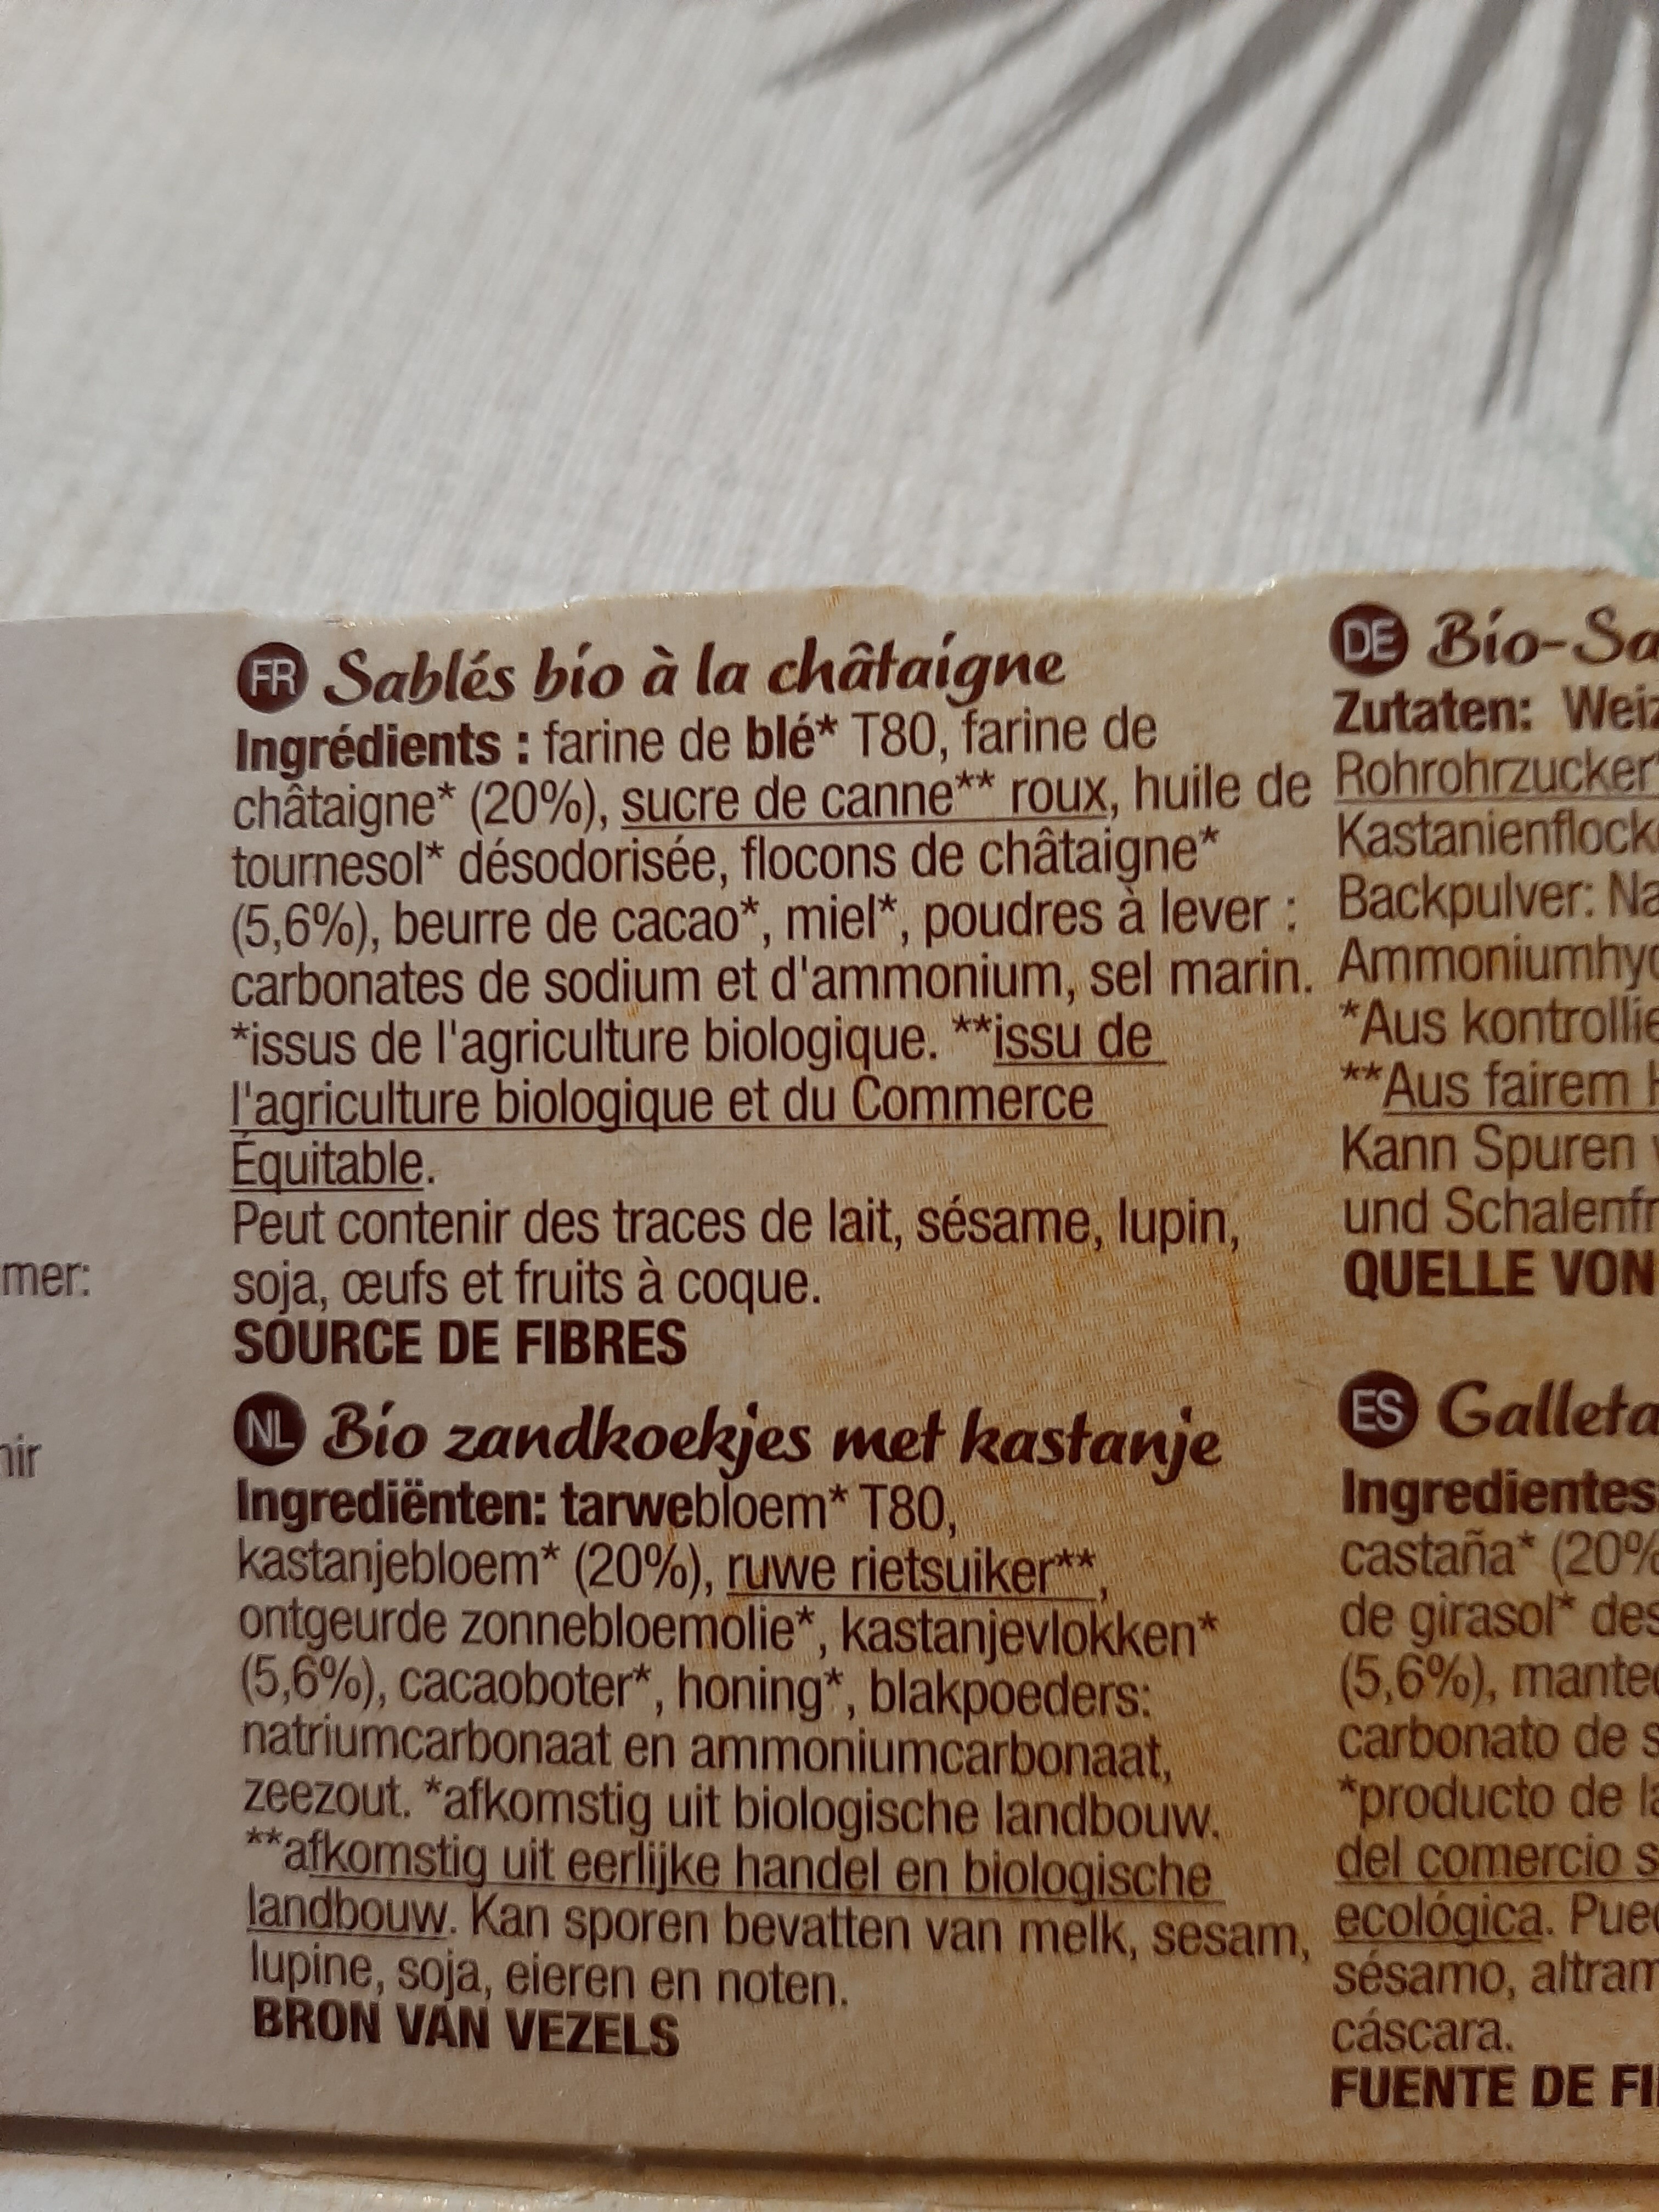 FR Sablés bio à la châtaigne
Ingrédients : farine de blé* T80, farine de
châtaigne* (20%), sucre de canne** roux, huile de
tournesol* désodorisée, flocons de châtaigne*
(5,6%), beurre de cacao*, miel*, poudres à lever :
carbonates de sodium et d'ammonium, sel marin.
*issus de l'agriculture biologique. **issu de
l'agriculture biologique et du Commerce
Équitable.
Peut contenir des traces de lait, sésame, lupin,
soja, œufs et fruits à coque.
SOURCE DE FIBRES
NL Bio zandkoekjes met kastanje
Ingrediënten: tarwebloem* T80,
kastanjebloem* (20%), ruwe rietsuiker**,
ontgeurde zonnebloemolie*, kastanjevlokken*
(5,6%), cacaoboter*, honing*, blakpoeders:
natriumcarbonaat en ammoniumcarbonaat,
zeezout. *afkomstig uit biologische landbouw.
**afkomstig uit eerlijke handel en biologische
landbouw. Kan sporen bevatten van melk, sesam,
lupine, soja, eieren en noten.
BRON VAN VEZELS
DE Bio-Sa
Zutaten: Weiz
Rohrohrzucker*
Kastanienflock
Backpulver: Na
Ammoniumhyd
*Aus kontrollie
**Aus fairem H
Kann Spuren v
und Schalenfr
QUELLE VON
ES Galleta
Ingredientes
castaña* (20%
de girasol* des
(5,6%), mantec
carbonato de s
*producto de la
del comercio s
ecológica. Pued
sésamo, altram
cáscara.
FUENTE DE FI
mer:
nir